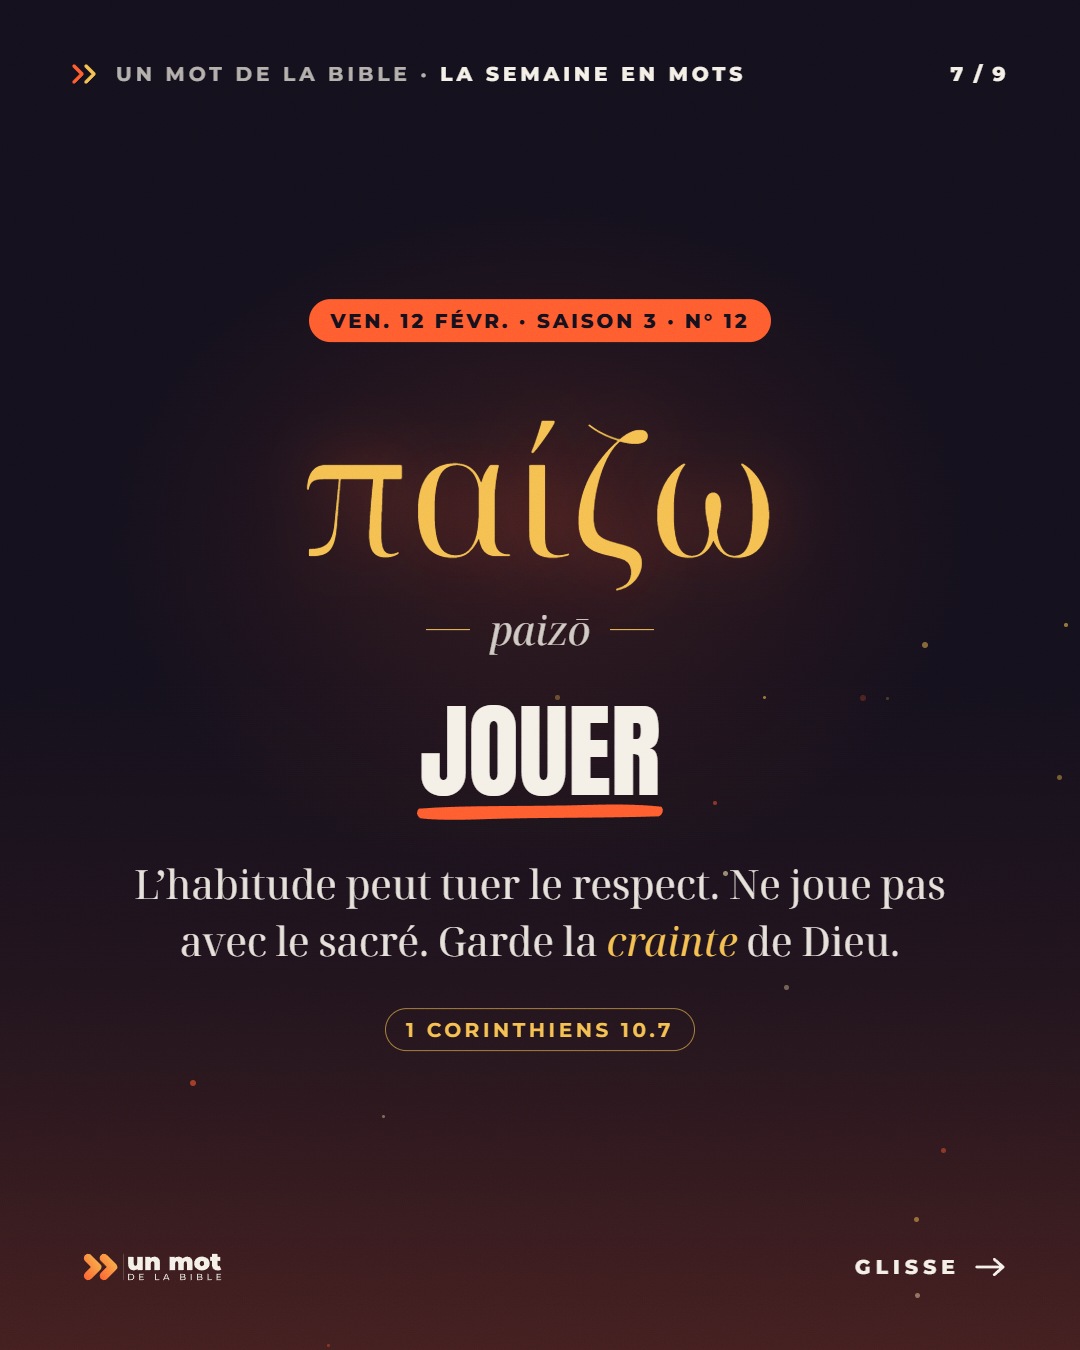 UN MOT DE LA BIBLE · LA SEMAINE EN MOTS
7 / 9
VEN. 12 FÉVR. · SAISON 3 · N° 12
παίζω
paizō
JOUER
L’habitude peut tuer le respect. Ne joue pas
avec le sacré. Garde la crainte de Dieu.
1 CORINTHIENS 10.7
un mot
DE LA BIBLE
GLISSE →